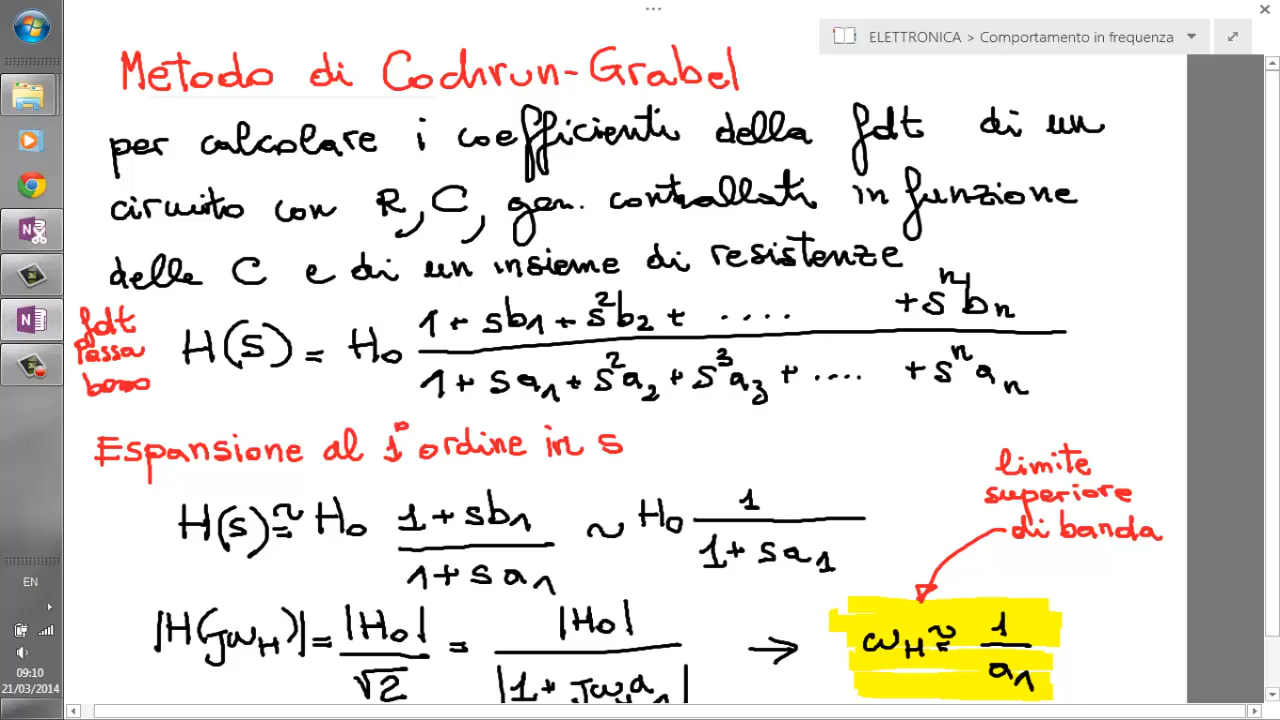 ELETTRONICA > Comportamento in frequenza
Metodo di Cochrun-Grabel
per calcolare i coefficienti della fdt di un
circuito con R, C, gen. controllati in funzione
delle C e di un insieme di resistenze
fdt
passa
basso
H(s) = H₀ (1 + sb₁ + s²b₂ + .... + sⁿbₙ) / (1 + sa₁ + s²a₂ + s³a₃ + .... + sⁿaₙ)
Espansione al 1° ordine in s
limite
superiore
di banda
H(s) ≅ H₀ (1 + sb₁) / (1 + sa₁) ~ H₀ 1 / (1 + sa₁)
|H(jω_H)| = |H₀| / √2 = |H₀| / |1 + jω_H a₁| → ω_H ≅ 1 / a₁
EN
09:10
21/03/2014